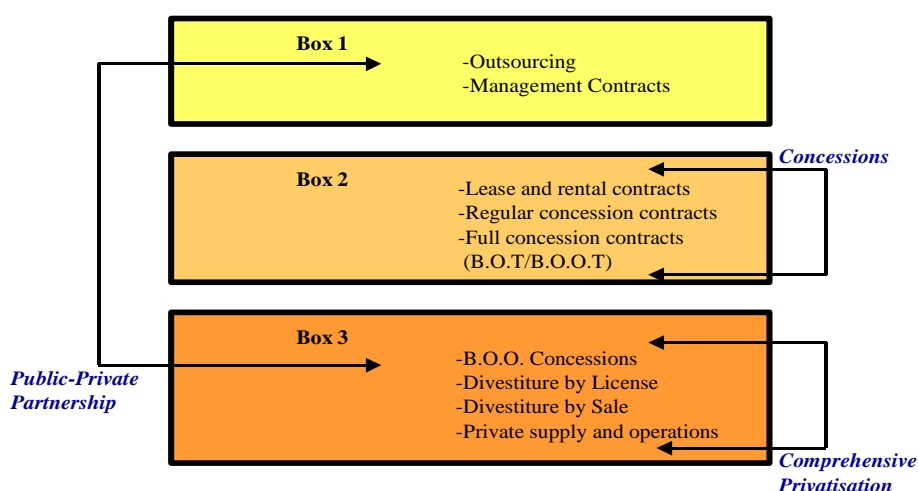 Box 1
-Outsourcing
-Management Contracts
Concessions
Box 2
-Lease and rental contracts
-Regular concession contracts
-Full concession contracts
(B.O.T/B.O.O.T)
Box 3
-B.O.O. Concessions
-Divestiture by License
-Divestiture by Sale
-Private supply and operations
Public-Private
Partnership
Comprehensive
Privatisation